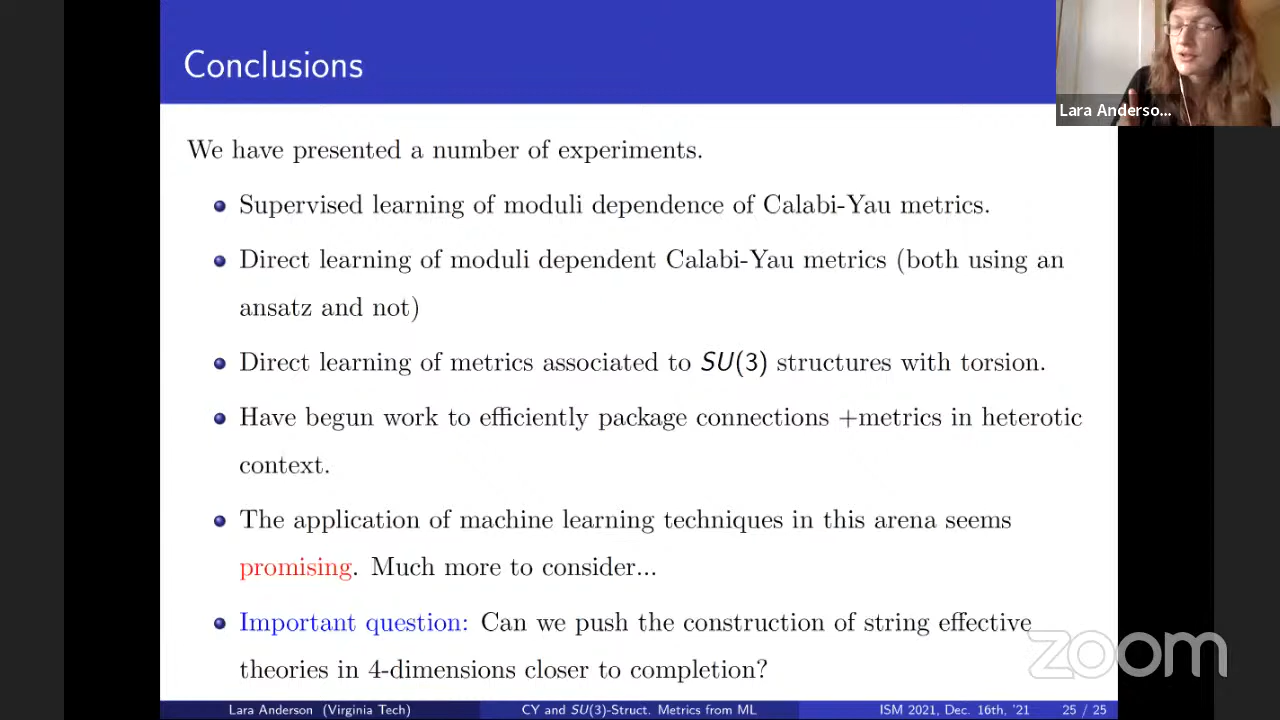 Conclusions
Lara Anderso...
We have presented a number of experiments.
Supervised learning of moduli dependence of Calabi-Yau metrics.
Direct learning of moduli dependent Calabi-Yau metrics (both using an
ansatz and not)
Direct learning of metrics associated to SU(3) structures with torsion.
Have begun work to efficiently package connections +metrics in heterotic
context.
The application of machine learning techniques in this arena seems
promising. Much more to consider...
Important question: Can we push the construction of string effective
theories in 4-dimensions closer to completion?
zoom
Lara Anderson (Virginia Tech) CY and SU(3)-Struct. Metrics from ML ISM 2021, Dec. 16th, '21 25 / 25